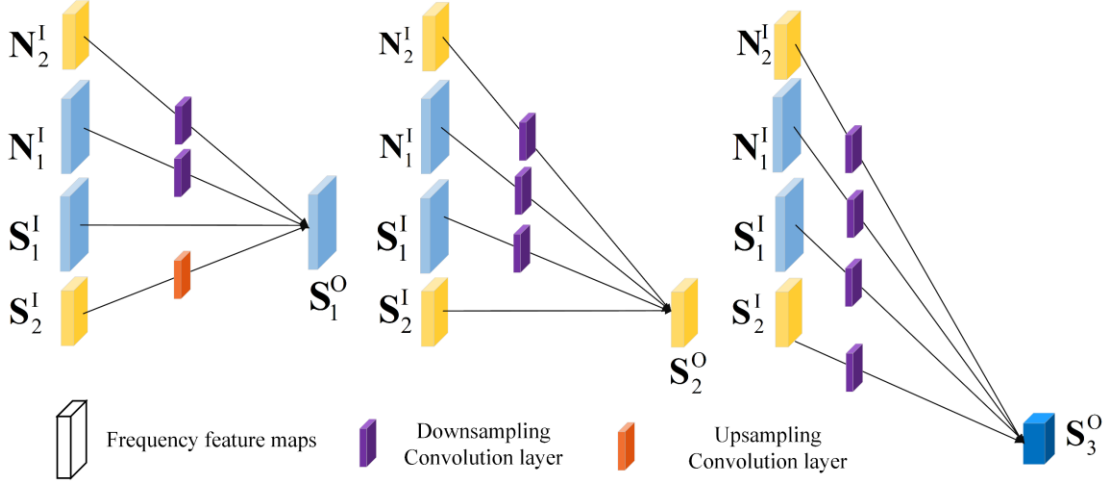 N₂ᴵ
N₁ᴵ
S₁ᴵ
S₂ᴵ
S₁ᴼ
N₂ᴵ
N₁ᴵ
S₁ᴵ
S₂ᴵ
S₂ᴼ
N₂ᴵ
N₁ᴵ
S₁ᴵ
S₂ᴵ
S₃ᴼ
Frequency feature maps
Downsampling
Convolution layer
Upsampling
Convolution layer